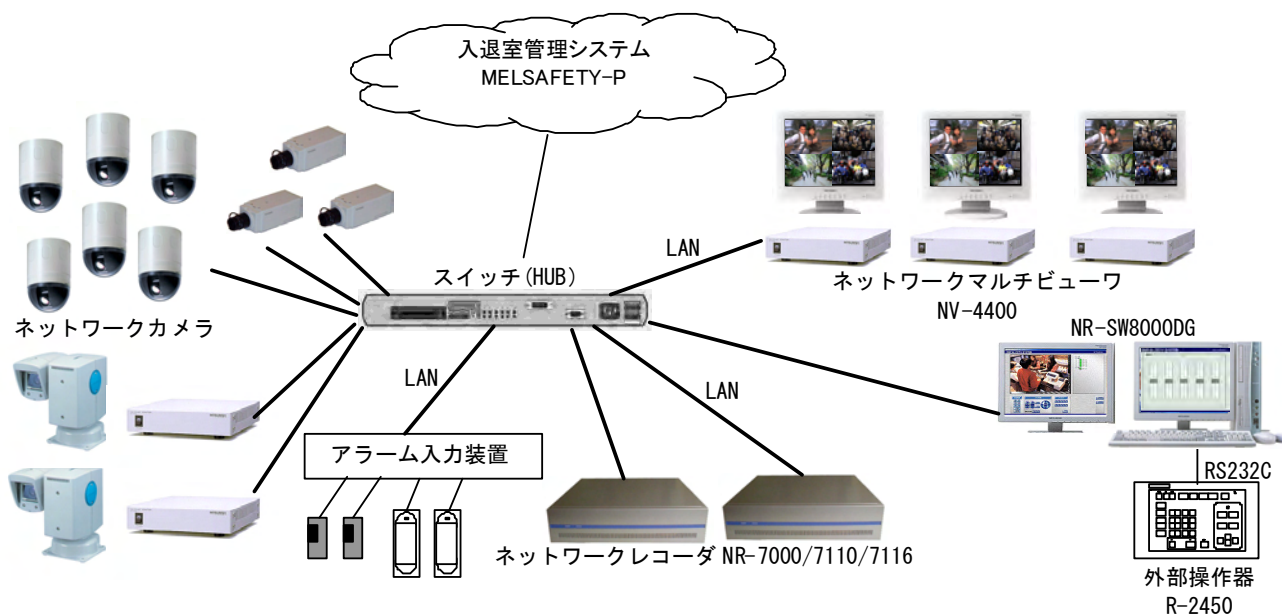 入退室管理システム
MELSAFETY-P
LAN
スイッチ(HUB)
ネットワークマルチビューワ
NV-4400
ネットワークカメラ
NR-SW8000DG
LAN
LAN
アラーム入力装置
RS232C
ネットワークレコーダ NR-7000/7110/7116
外部操作器
R-2450